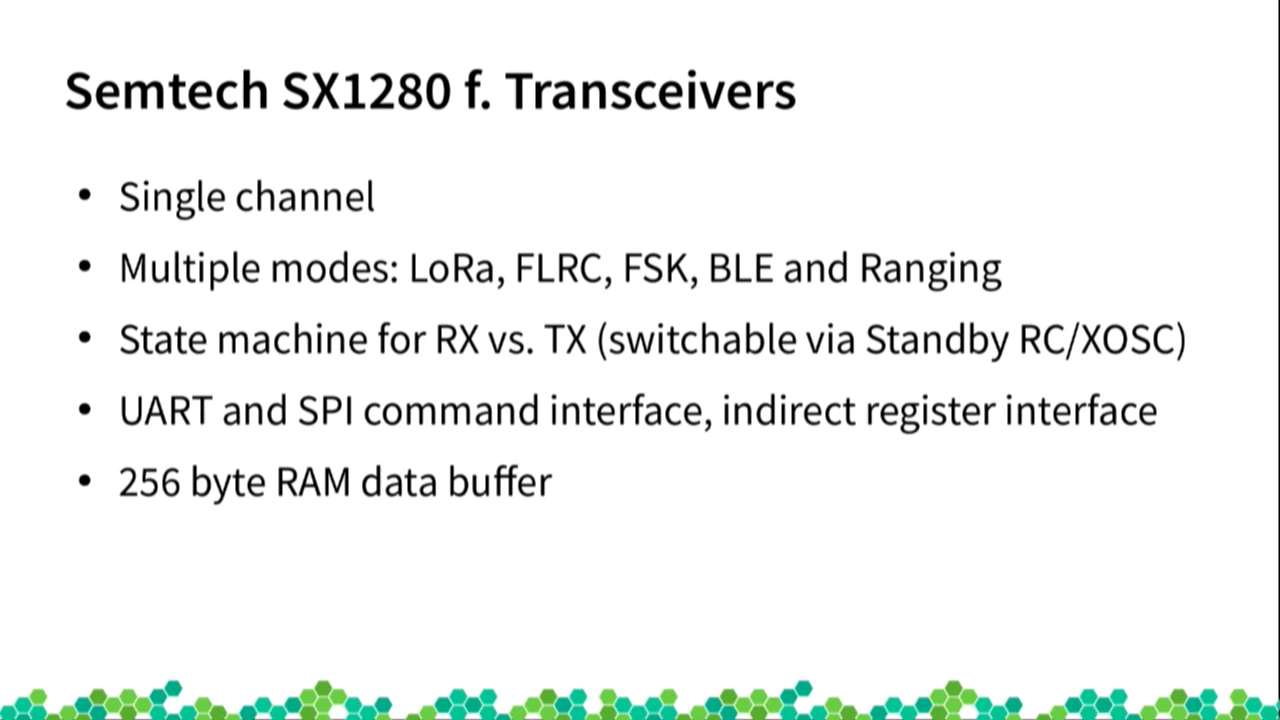 Semtech SX1280 f. Transceivers
• Single channel
• Multiple modes: LoRa, FLRC, FSK, BLE and Ranging
• State machine for RX vs. TX (switchable via Standby RC/XOSC)
• UART and SPI command interface, indirect register interface
• 256 byte RAM data buffer